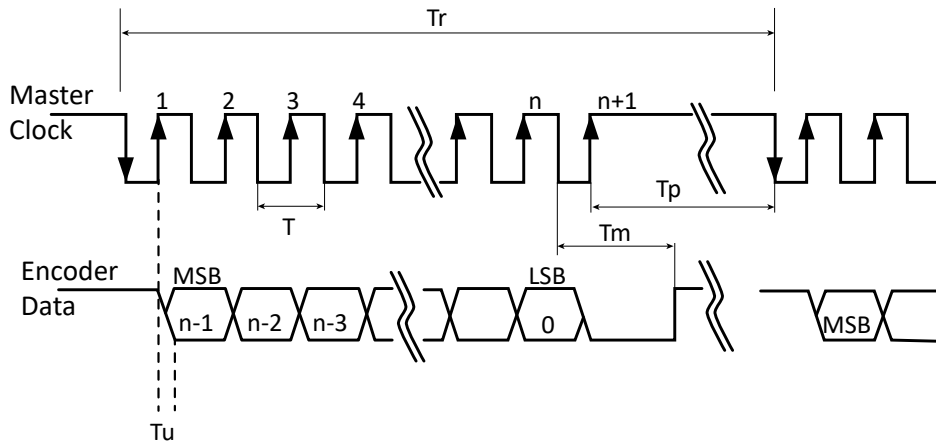 Tr
Master
Clock
1 2 3 4 n n+1
T
Tp
Tm
Encoder
Data
MSB
LSB
n-1 n-2 n-3 0 MSB
Tu